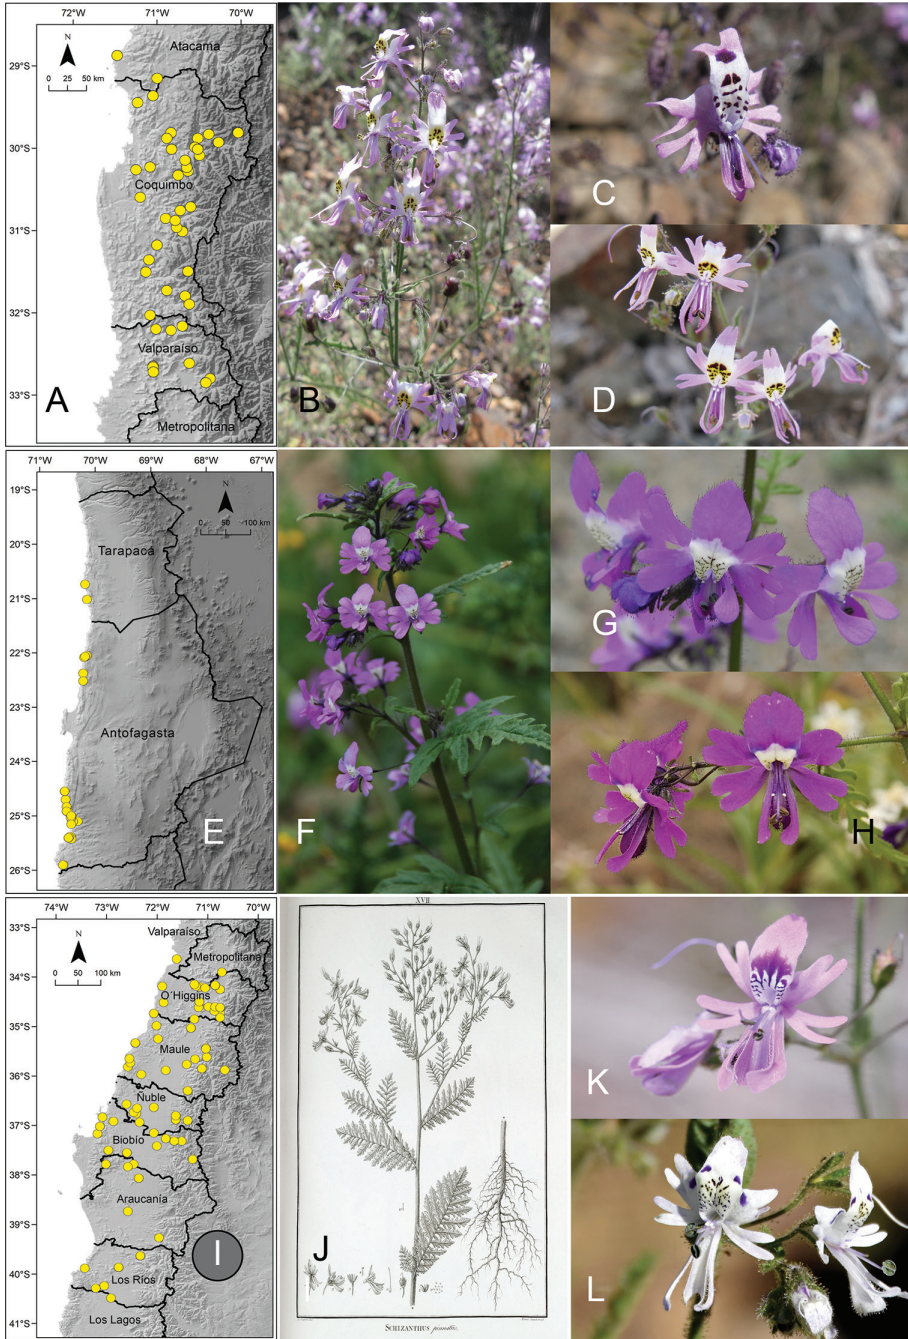 72°W 71°W 70°W
N
0 25 50 km
29°S
30°S
31°S
32°S
33°S
Atacama
Coquimbo
Valparaíso
Metropolitana
A
B
C
D
71°W 70°W 69°W 68°W 67°W
N
0 50 100 km
19°S
20°S
21°S
22°S
23°S
24°S
25°S
26°S
Tarapacá
Antofagasta
E
F
G
H
74°W 73°W 72°W 71°W 70°W
N
0 50 100 km
33°S
34°S
35°S
36°S
37°S
38°S
39°S
40°S
41°S
Valparaíso
Metropolitana
O´Higgins
Maule
Ñuble
Biobío
Araucanía
Los Ríos
Los Lagos
I
XVII
J
SCHIZANTHUS pinnatus
K
L